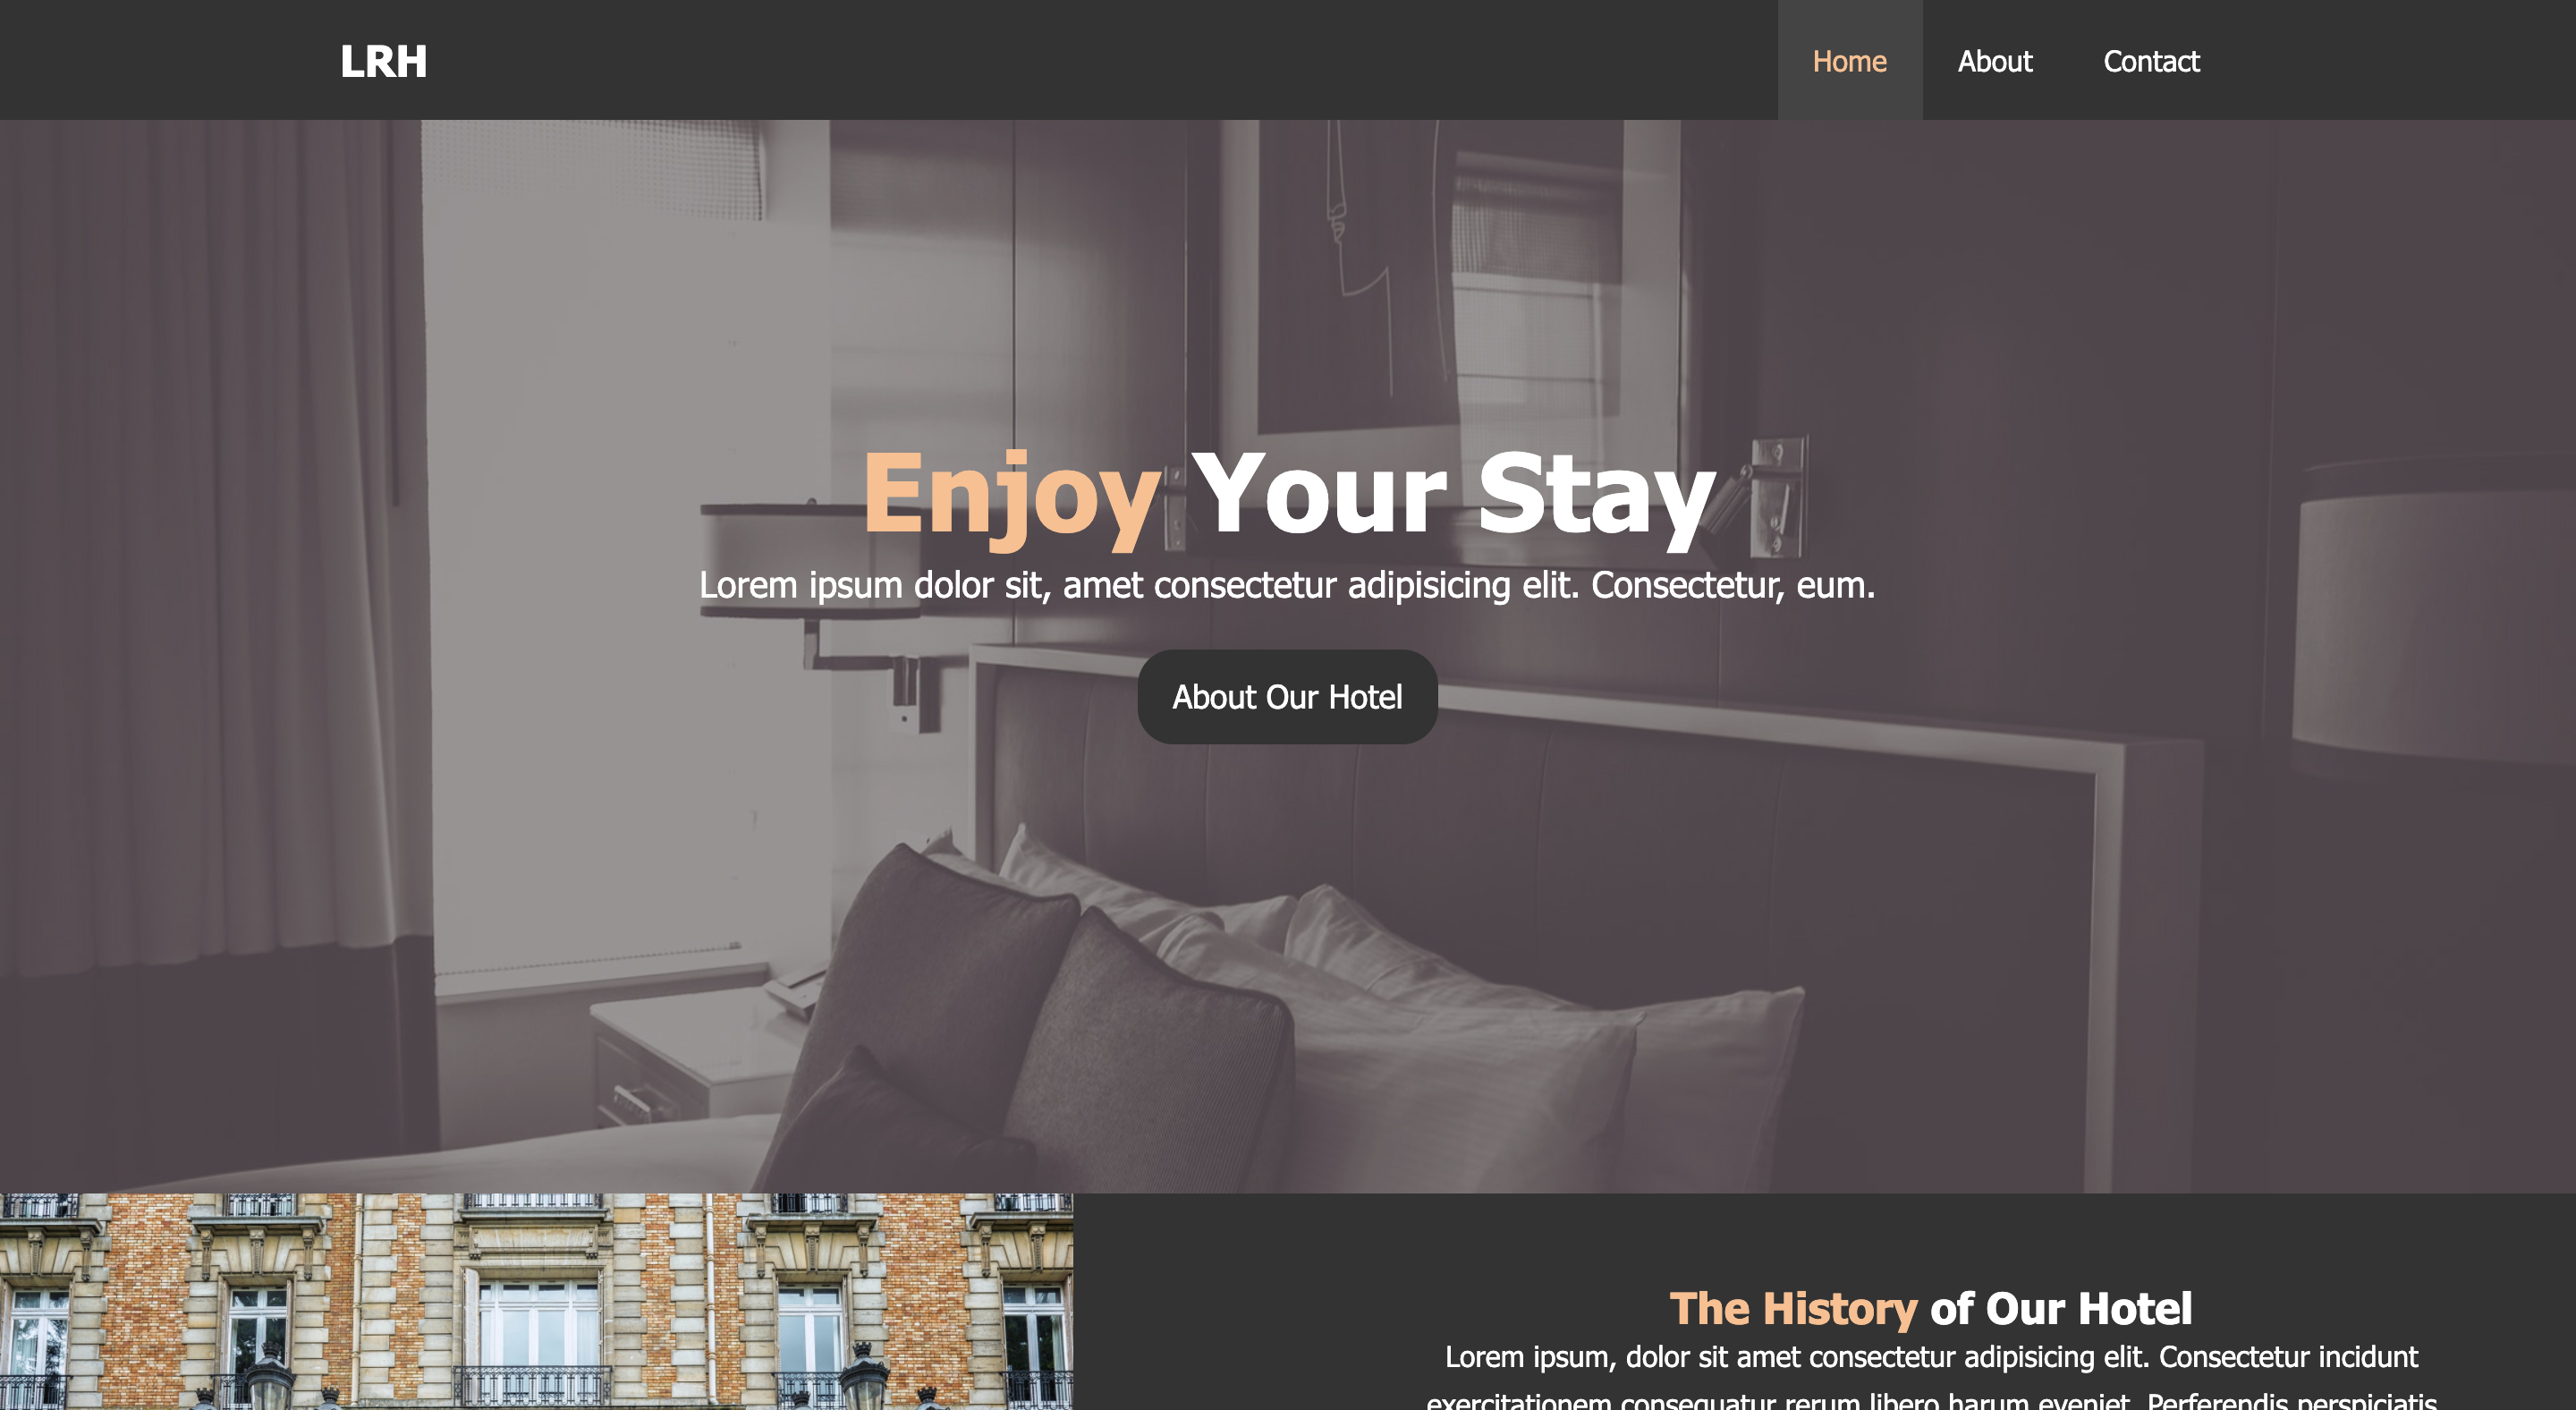 LRH
Home
About
Contact
Enjoy Your Stay
Lorem ipsum dolor sit, amet consectetur adipisicing elit. Consectetur, eum.
About Our Hotel
The History of Our Hotel
Lorem ipsum, dolor sit amet consectetur adipisicing elit. Consectetur incidunt
exercitationem consequatur rerum libero harum eveniet. Perferendis perspiciatis